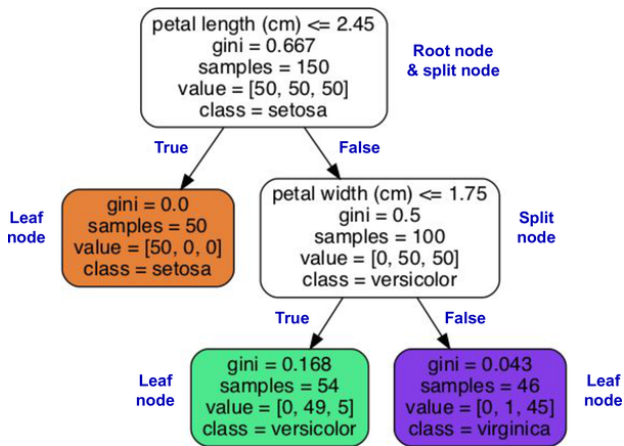 petal length (cm) <= 2.45
gini = 0.667
samples = 150
value = [50, 50, 50]
class = setosa
Root node
& split node
True
False
Leaf
node
gini = 0.0
samples = 50
value = [50, 0, 0]
class = setosa
petal width (cm) <= 1.75
gini = 0.5
samples = 100
value = [0, 50, 50]
class = versicolor
Split
node
True
False
Leaf
node
gini = 0.168
samples = 54
value = [0, 49, 5]
class = versicolor
gini = 0.043
samples = 46
value = [0, 1, 45]
class = virginica
Leaf
node